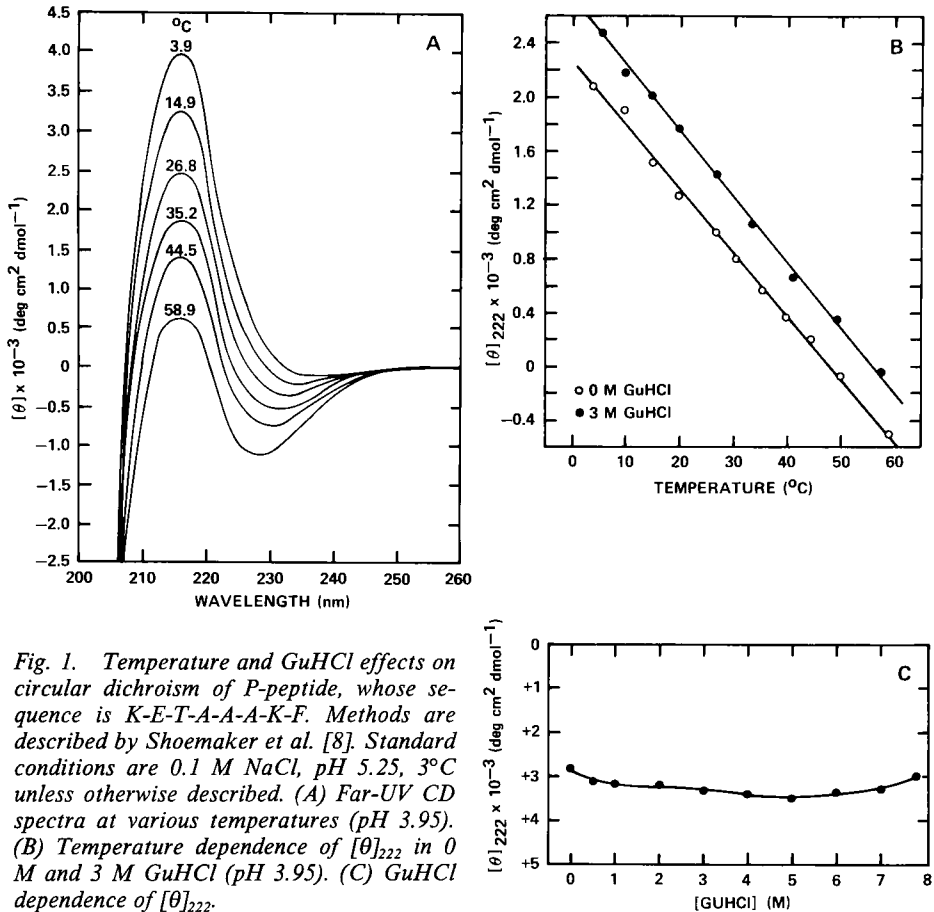 4.5
4.0
3.5
3.0
2.5
2.0
1.5
1.0
0.5
0
−0.5
−1.0
−1.5
−2.0
−2.5
[θ] x 10⁻³ (deg cm² dmol⁻¹)
°C
3.9
14.9
26.8
35.2
44.5
58.9
A
200 210 220 230 240 250 260
WAVELENGTH (nm)
B
2.4
2.0
1.6
1.2
0.8
0.4
0
−0.4
[θ]₂₂₂ x 10⁻³ (deg cm² dmol⁻¹)
○ 0 M GuHCl
● 3 M GuHCl
0 10 20 30 40 50 60
TEMPERATURE (°C)
Fig. 1. Temperature and GuHCl effects on
circular dichroism of P-peptide, whose se-
quence is K-E-T-A-A-A-K-F. Methods are
described by Shoemaker et al. [8]. Standard
conditions are 0.1 M NaCl, pH 5.25, 3°C
unless otherwise described. (A) Far-UV CD
spectra at various temperatures (pH 3.95).
(B) Temperature dependence of [θ]₂₂₂ in 0
M and 3 M GuHCl (pH 3.95). (C) GuHCl
dependence of [θ]₂₂₂.
C
0
+1
+2
+3
+4
+5
[θ]₂₂₂ x 10⁻³ (deg cm² dmol⁻¹)
0 1 2 3 4 5 6 7 8
[GUHCl] (M)